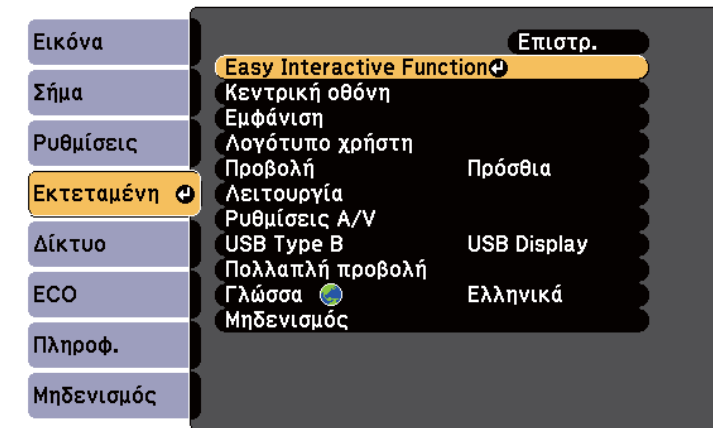 Εικόνα
Σήμα
Ρυθμίσεις
Εκτεταμένη
Δίκτυο
ECO
Πληροφ.
Μηδενισμός
Επιστρ.
Easy Interactive Function
Κεντρική οθόνη
Εμφάνιση
Λογότυπο χρήστη
Προβολή Πρόσθια
Λειτουργία
Ρυθμίσεις A/V
USB Type B USB Display
Πολλαπλή προβολή
Γλώσσα Ελληνικά
Μηδενισμός